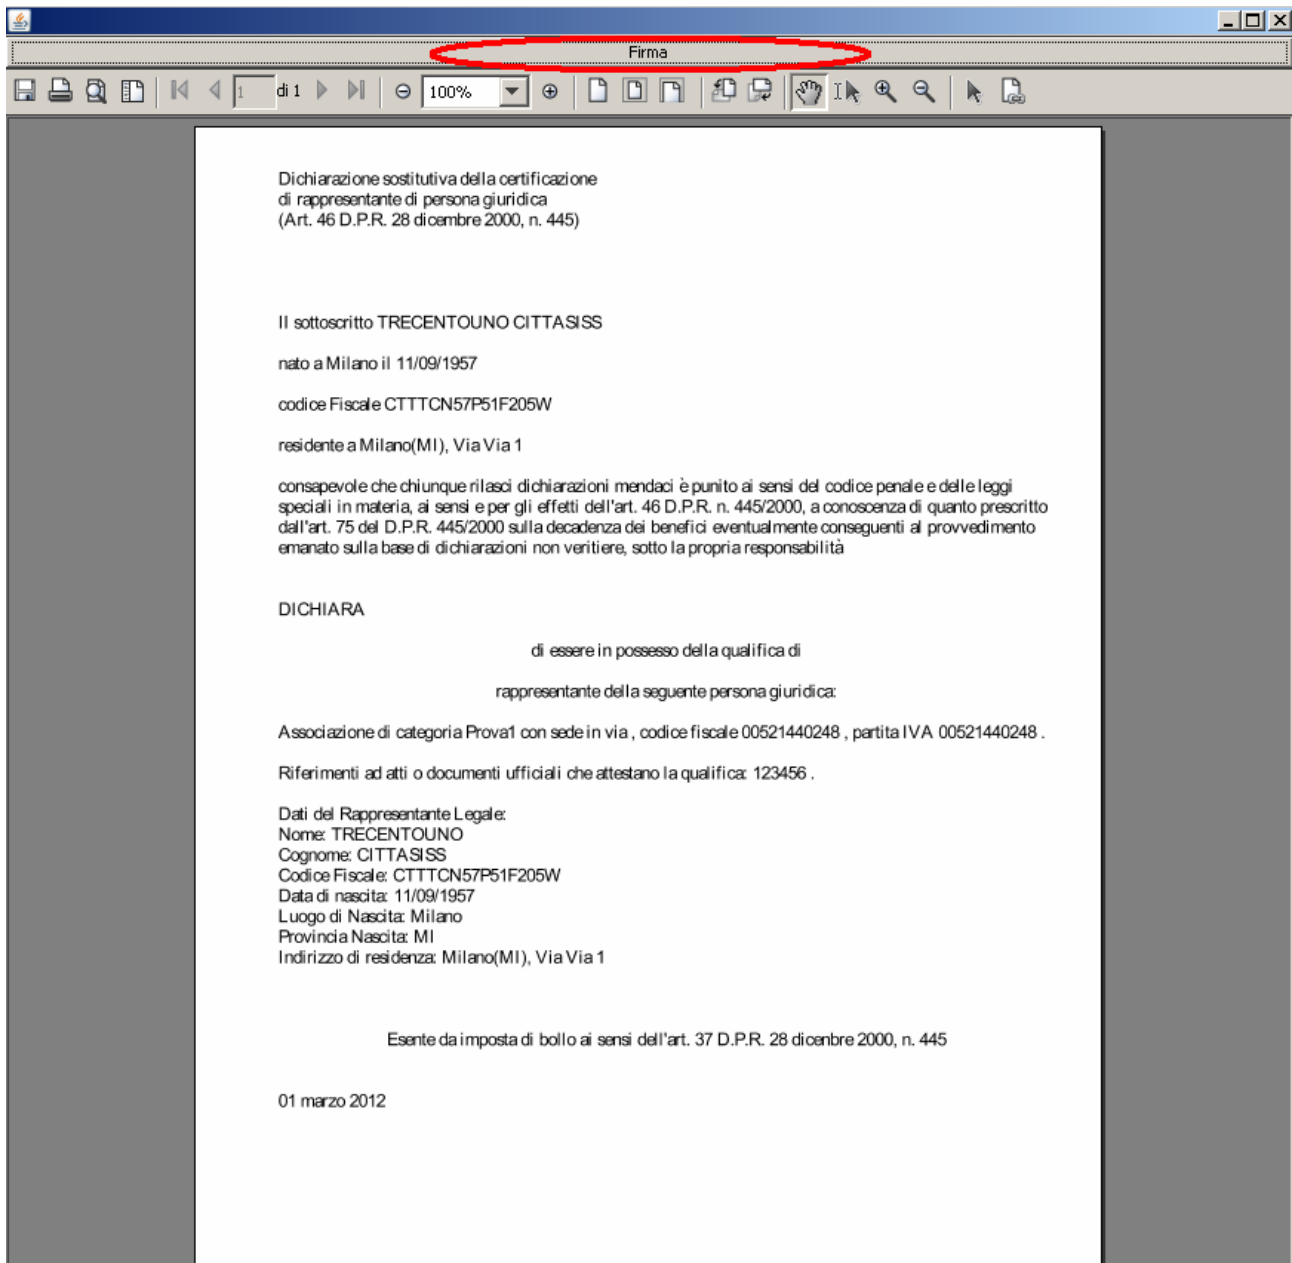 Firma
1 di 1 100%
Dichiarazione sostitutiva della certificazione
di rappresentante di persona giuridica
(Art. 46 D.P.R. 28 dicembre 2000, n. 445)
Il sottoscritto TRECENTOUNO CITTASISS
nato a Milano il 11/09/1957
codice Fiscale CTTTCN57P51F205W
residente a Milano(MI), Via Via 1
consapevole che chiunque rilasci dichiarazioni mendaci è punito ai sensi del codice penale e delle leggi
speciali in materia, ai sensi e per gli effetti dell'art. 46 D.P.R. n. 445/2000, a conoscenza di quanto prescritto
dall'art. 75 del D.P.R. 445/2000 sulla decadenza dei benefici eventualmente conseguenti al provvedimento
emanato sulla base di dichiarazioni non veritiere, sotto la propria responsabilità
DICHIARA
di essere in possesso della qualifica di
rappresentante della seguente persona giuridica:
Associazione di categoria Prova1 con sede in via , codice fiscale 00521440248 , partita IVA 00521440248 .
Riferimenti ad atti o documenti ufficiali che attestano la qualifica: 123456 .
Dati del Rappresentante Legale:
Nome: TRECENTOUNO
Cognome: CITTASISS
Codice Fiscale: CTTTCN57P51F205W
Data di nascita: 11/09/1957
Luogo di Nascita: Milano
Provincia Nascita: MI
Indirizzo di residenza: Milano(MI), Via Via 1
Esente da imposta di bollo ai sensi dell'art. 37 D.P.R. 28 dicenbre 2000, n. 445
01 marzo 2012